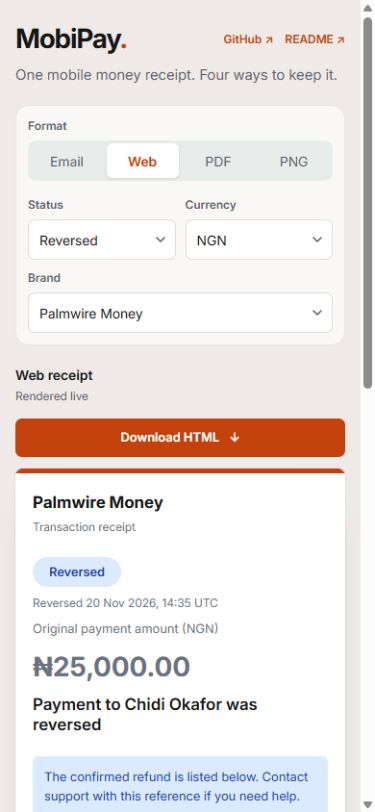 MobiPay.
GitHub ↗ README ↗
One mobile money receipt. Four ways to keep it.
Format
Email Web PDF PNG
Status Currency
Reversed NGN
Brand
Palmwire Money
Web receipt
Rendered live
Download HTML ↓
Palmwire Money
Transaction receipt
Reversed
Reversed 20 Nov 2026, 14:35 UTC
Original payment amount (NGN)
₦25,000.00
Payment to Chidi Okafor was
reversed
The confirmed refund is listed below. Contact
support with this reference if you need help.